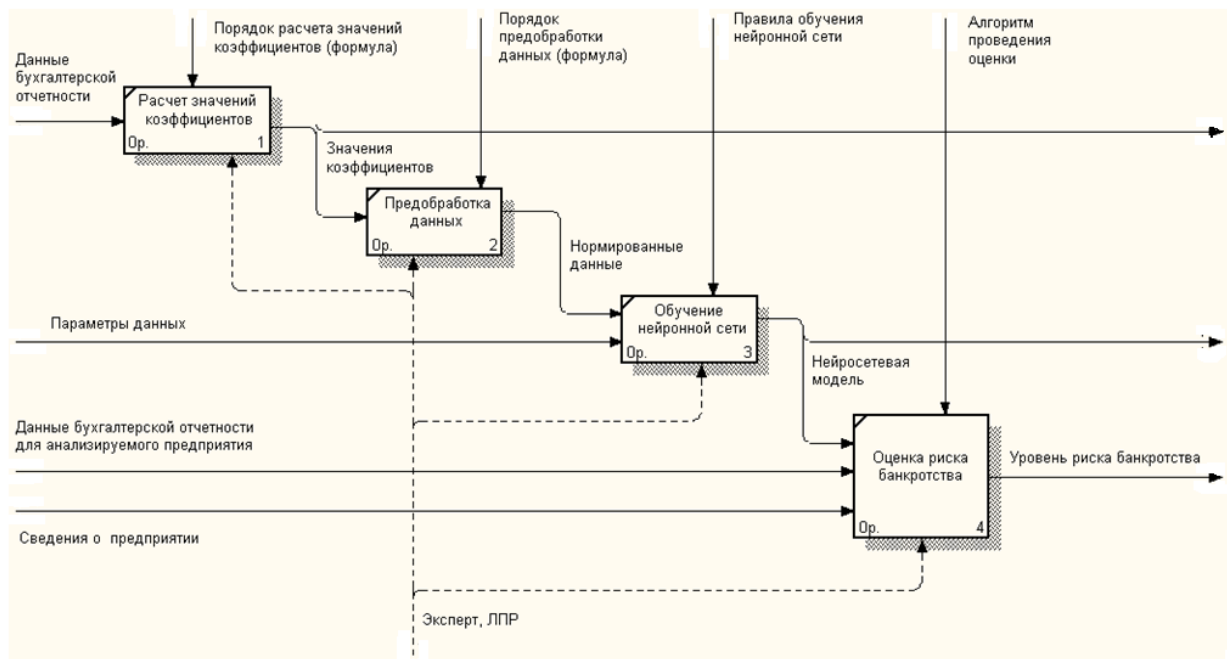 Порядок расчета значений
коэффициентов (формула)
Порядок
предобработки
данных (формула)
Правила обучения
нейронной сети
Алгоритм
проведения
оценки
Данные
бухгалтерской
отчетности
Расчет значений
коэффициентов
0р. 1
Значения
коэффициентов
Предобработка
данных
0р. 2
Нормированные
данные
Параметры данных
Обучение
нейронной сети
0р. 3
Нейросетевая
модель
Данные бухгалтерской отчетности
для анализируемого предприятия
Оценка риска
банкротства
0р. 4
Уровень риска банкротства
Сведения о предприятии
Эксперт, ЛПР